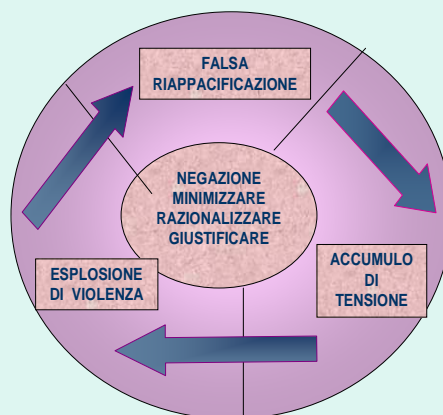 FALSA
RIAPPACIFICAZIONE
NEGAZIONE
MINIMIZZARE
RAZIONALIZZARE
GIUSTIFICARE
ESPLOSIONE
DI VIOLENZA
ACCUMULO
DI
TENSIONE